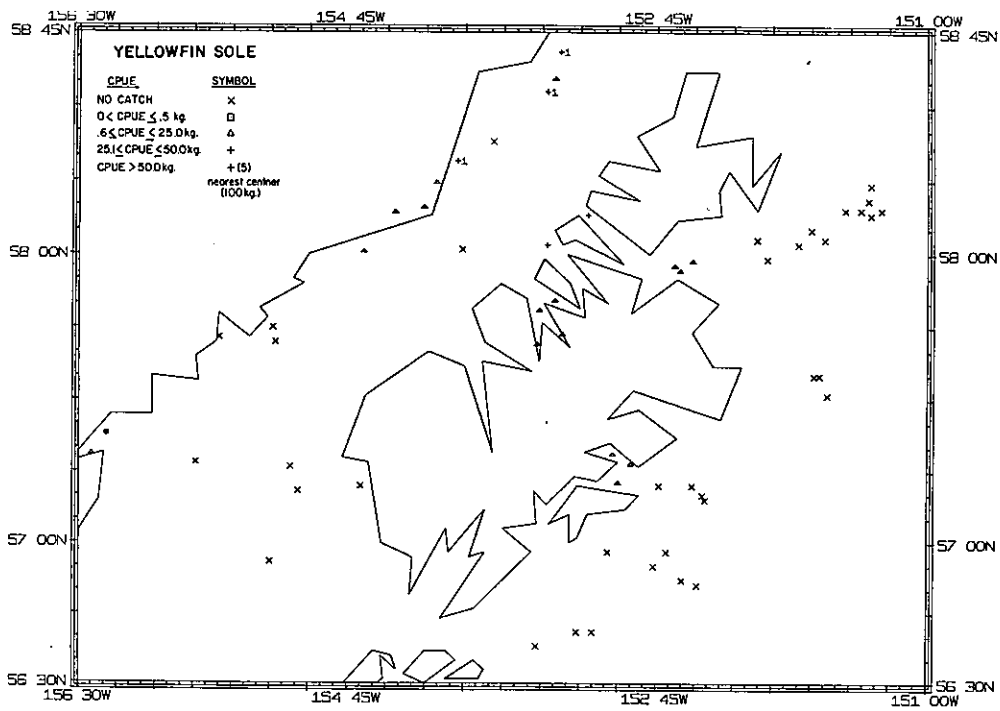 156 30W 154 45W 152 45W 151 00W
58 45N 58 45N
YELLOWFIN SOLE
CPUE SYMBOL
NO CATCH ×
0 < CPUE ≤ .5 kg. □
.6 ≤ CPUE ≤ 25.0 kg. △
25.1 ≤ CPUE ≤ 50.0 kg. +
CPUE > 50.0 kg. + (5)
nearest centner
(100 kg.)
+1
+1
+1
58 00N 58 00N
57 00N 57 00N
56 30N 56 30N
156 30W 154 45W 152 45W 151 00W